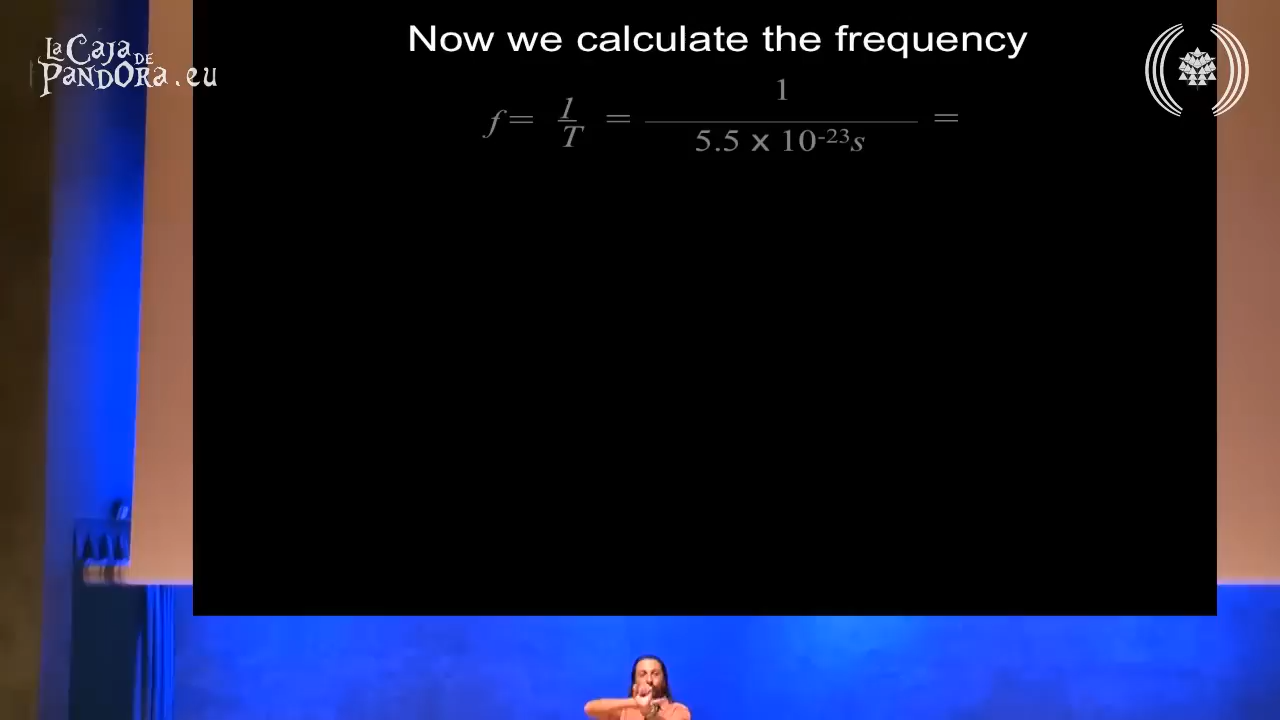 La Caja
DE
PANDORA.eu
Now we calculate the frequency
f = 1/T = 1/5.5 x 10⁻²³s =